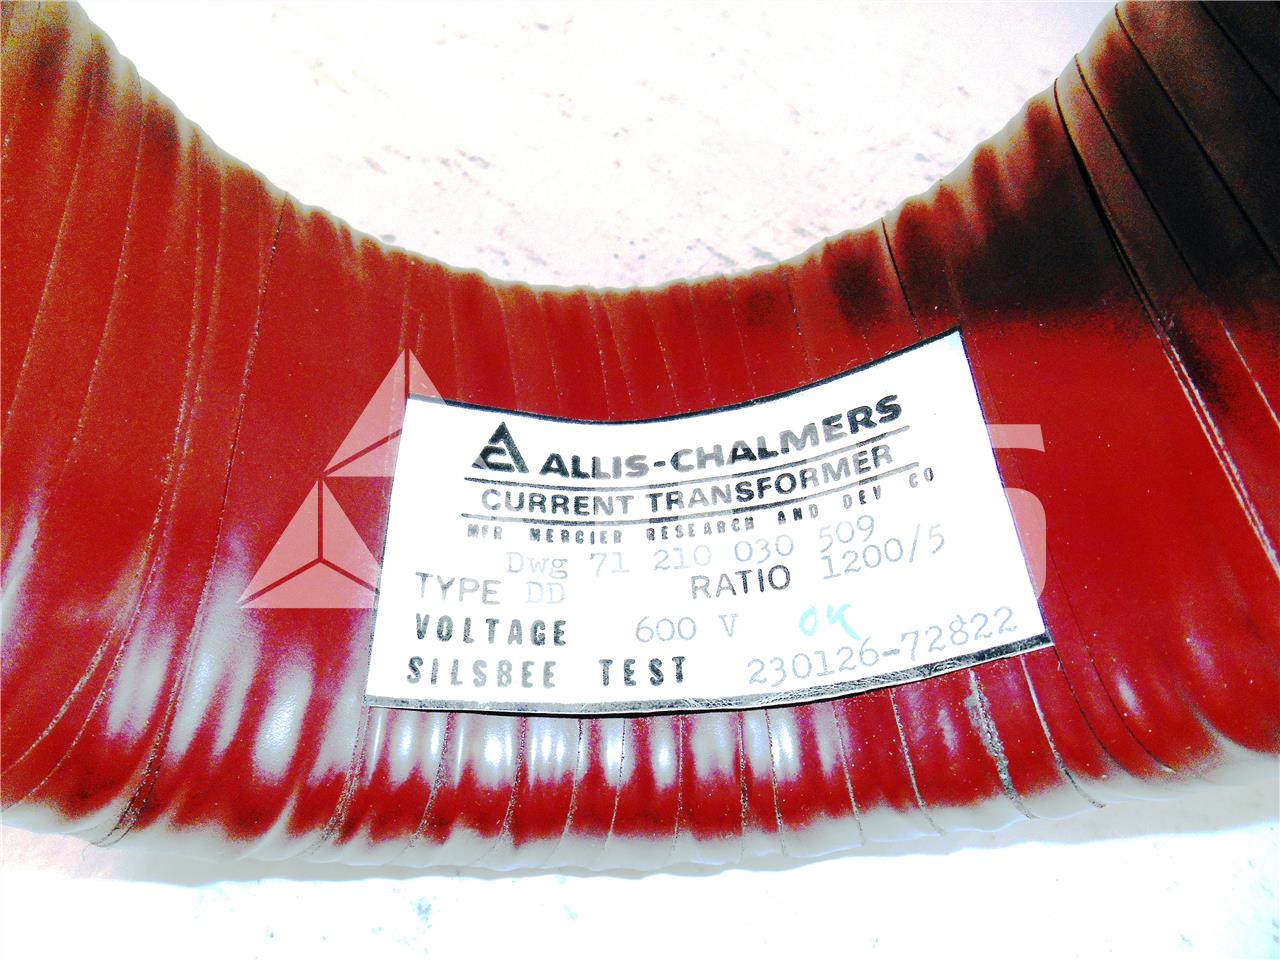 ALLIS-CHALMERS
CURRENT TRANSFORMER
MFR MERCIER RESEARCH AND DEV CO
Dwg 71 210 030 509
TYPE DD RATIO 1200/5
VOLTAGE 600 V OK
SILSBEE TEST 230126-72822